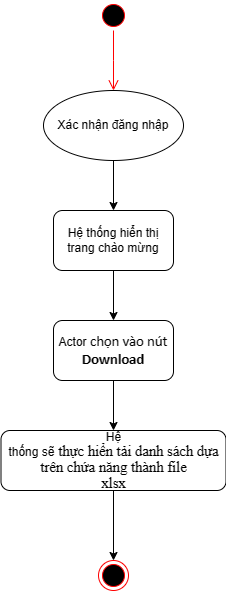 Xác nhận đăng nhập
Hệ thống hiển thị
trang chào mừng
Actor chọn vào nút
Download
Hệ
thống sẽ thực hiển tải danh sách dựa
trên chứa năng thành file
xlsx